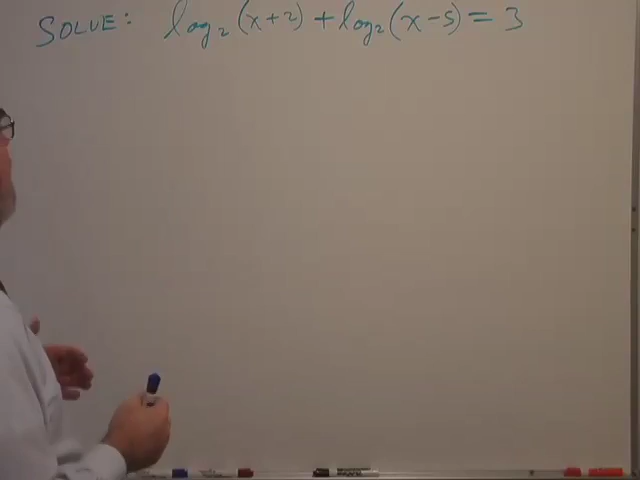 SOLVE: log₂(x+2) + log₂(x-5) = 3